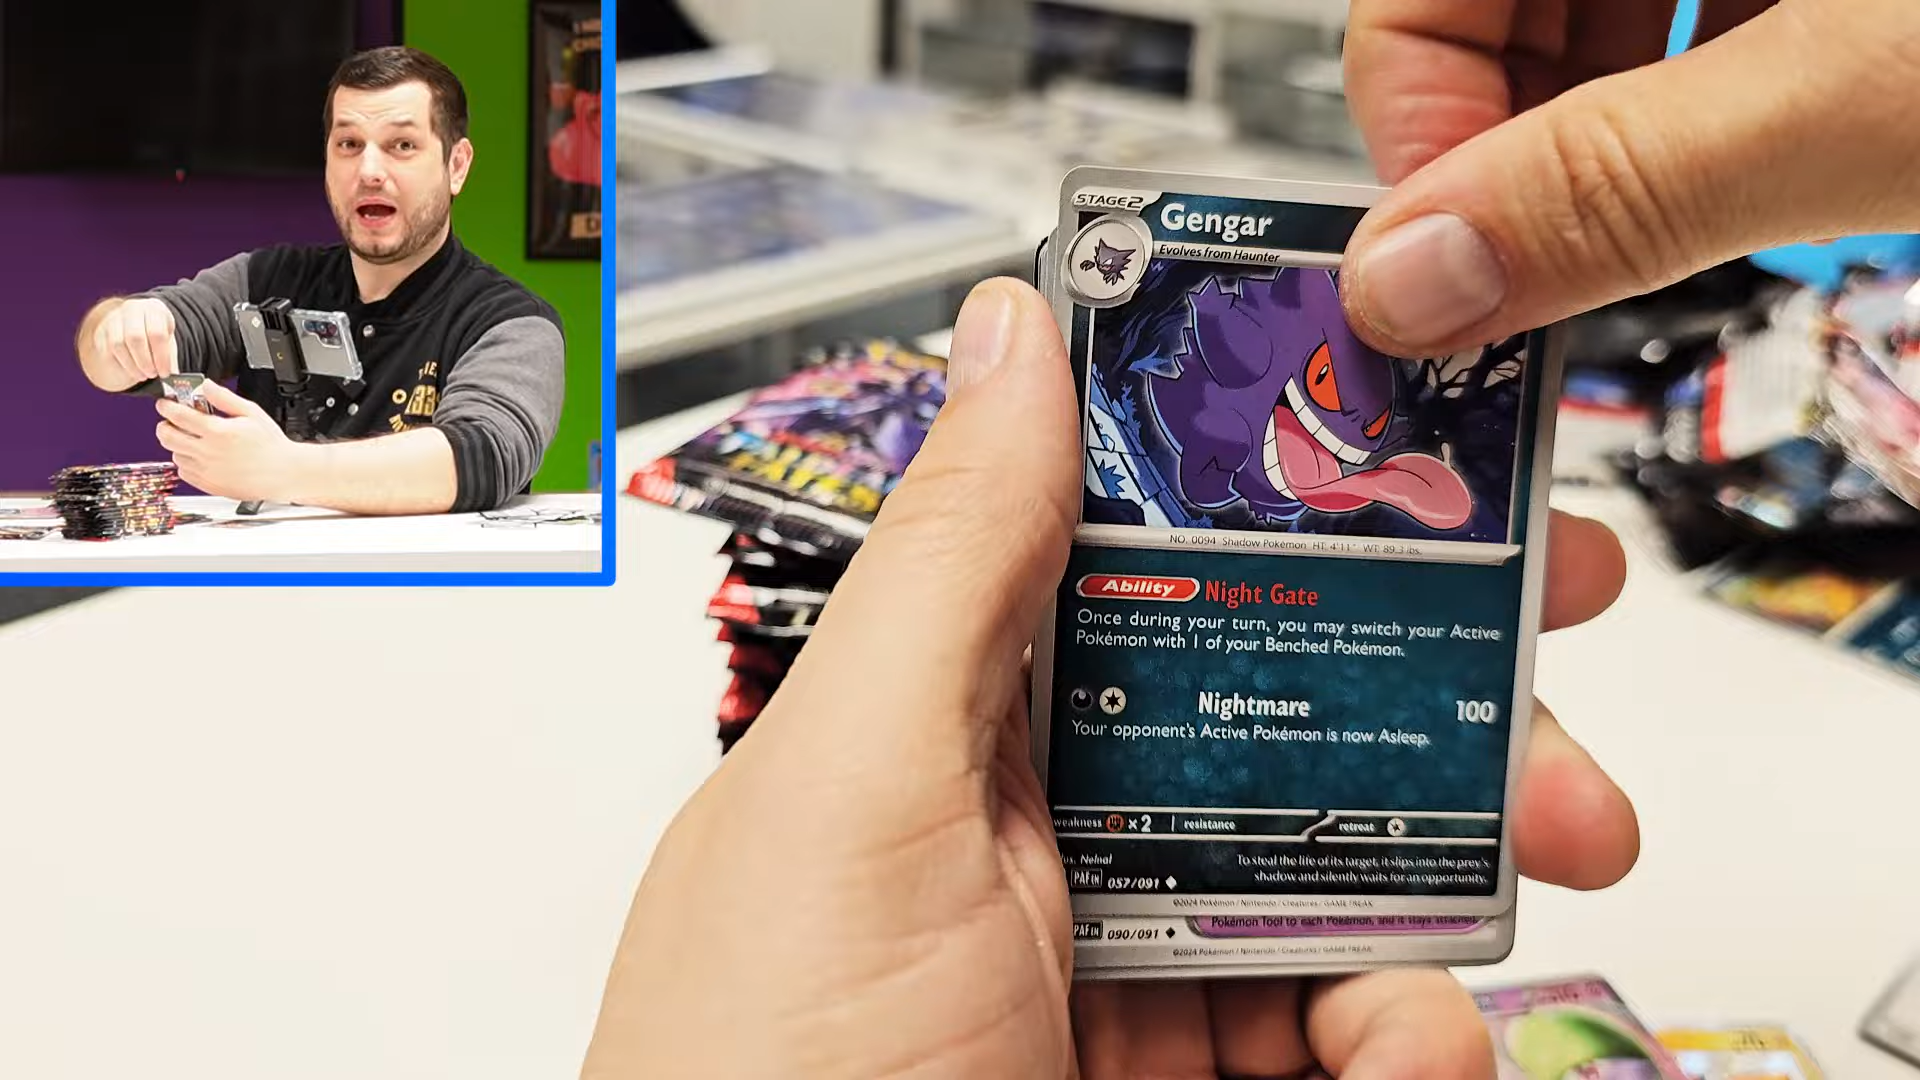 STAGE2
Gengar
Evolves from Haunter
NO. 0094 Shadow Pokémon HT: 4'11" WT: 89.3 lbs.
Ability Night Gate
Once during your turn, you may switch your Active
Pokémon with 1 of your Benched Pokémon.
Nightmare 100
Your opponent's Active Pokémon is now Asleep.
weakness ×2 resistance retreat
To steal the life of its target, it slips into the prey's
shadow and silently waits for an opportunity.
PAF EN 057/091
©2024 Pokémon / Nintendo / Creatures / GAME FREAK
Pokémon Tool to each Pokémon, and it stays attached.
PAF EN 090/091
©2024 Pokémon / Nintendo / Creatures / GAME FREAK